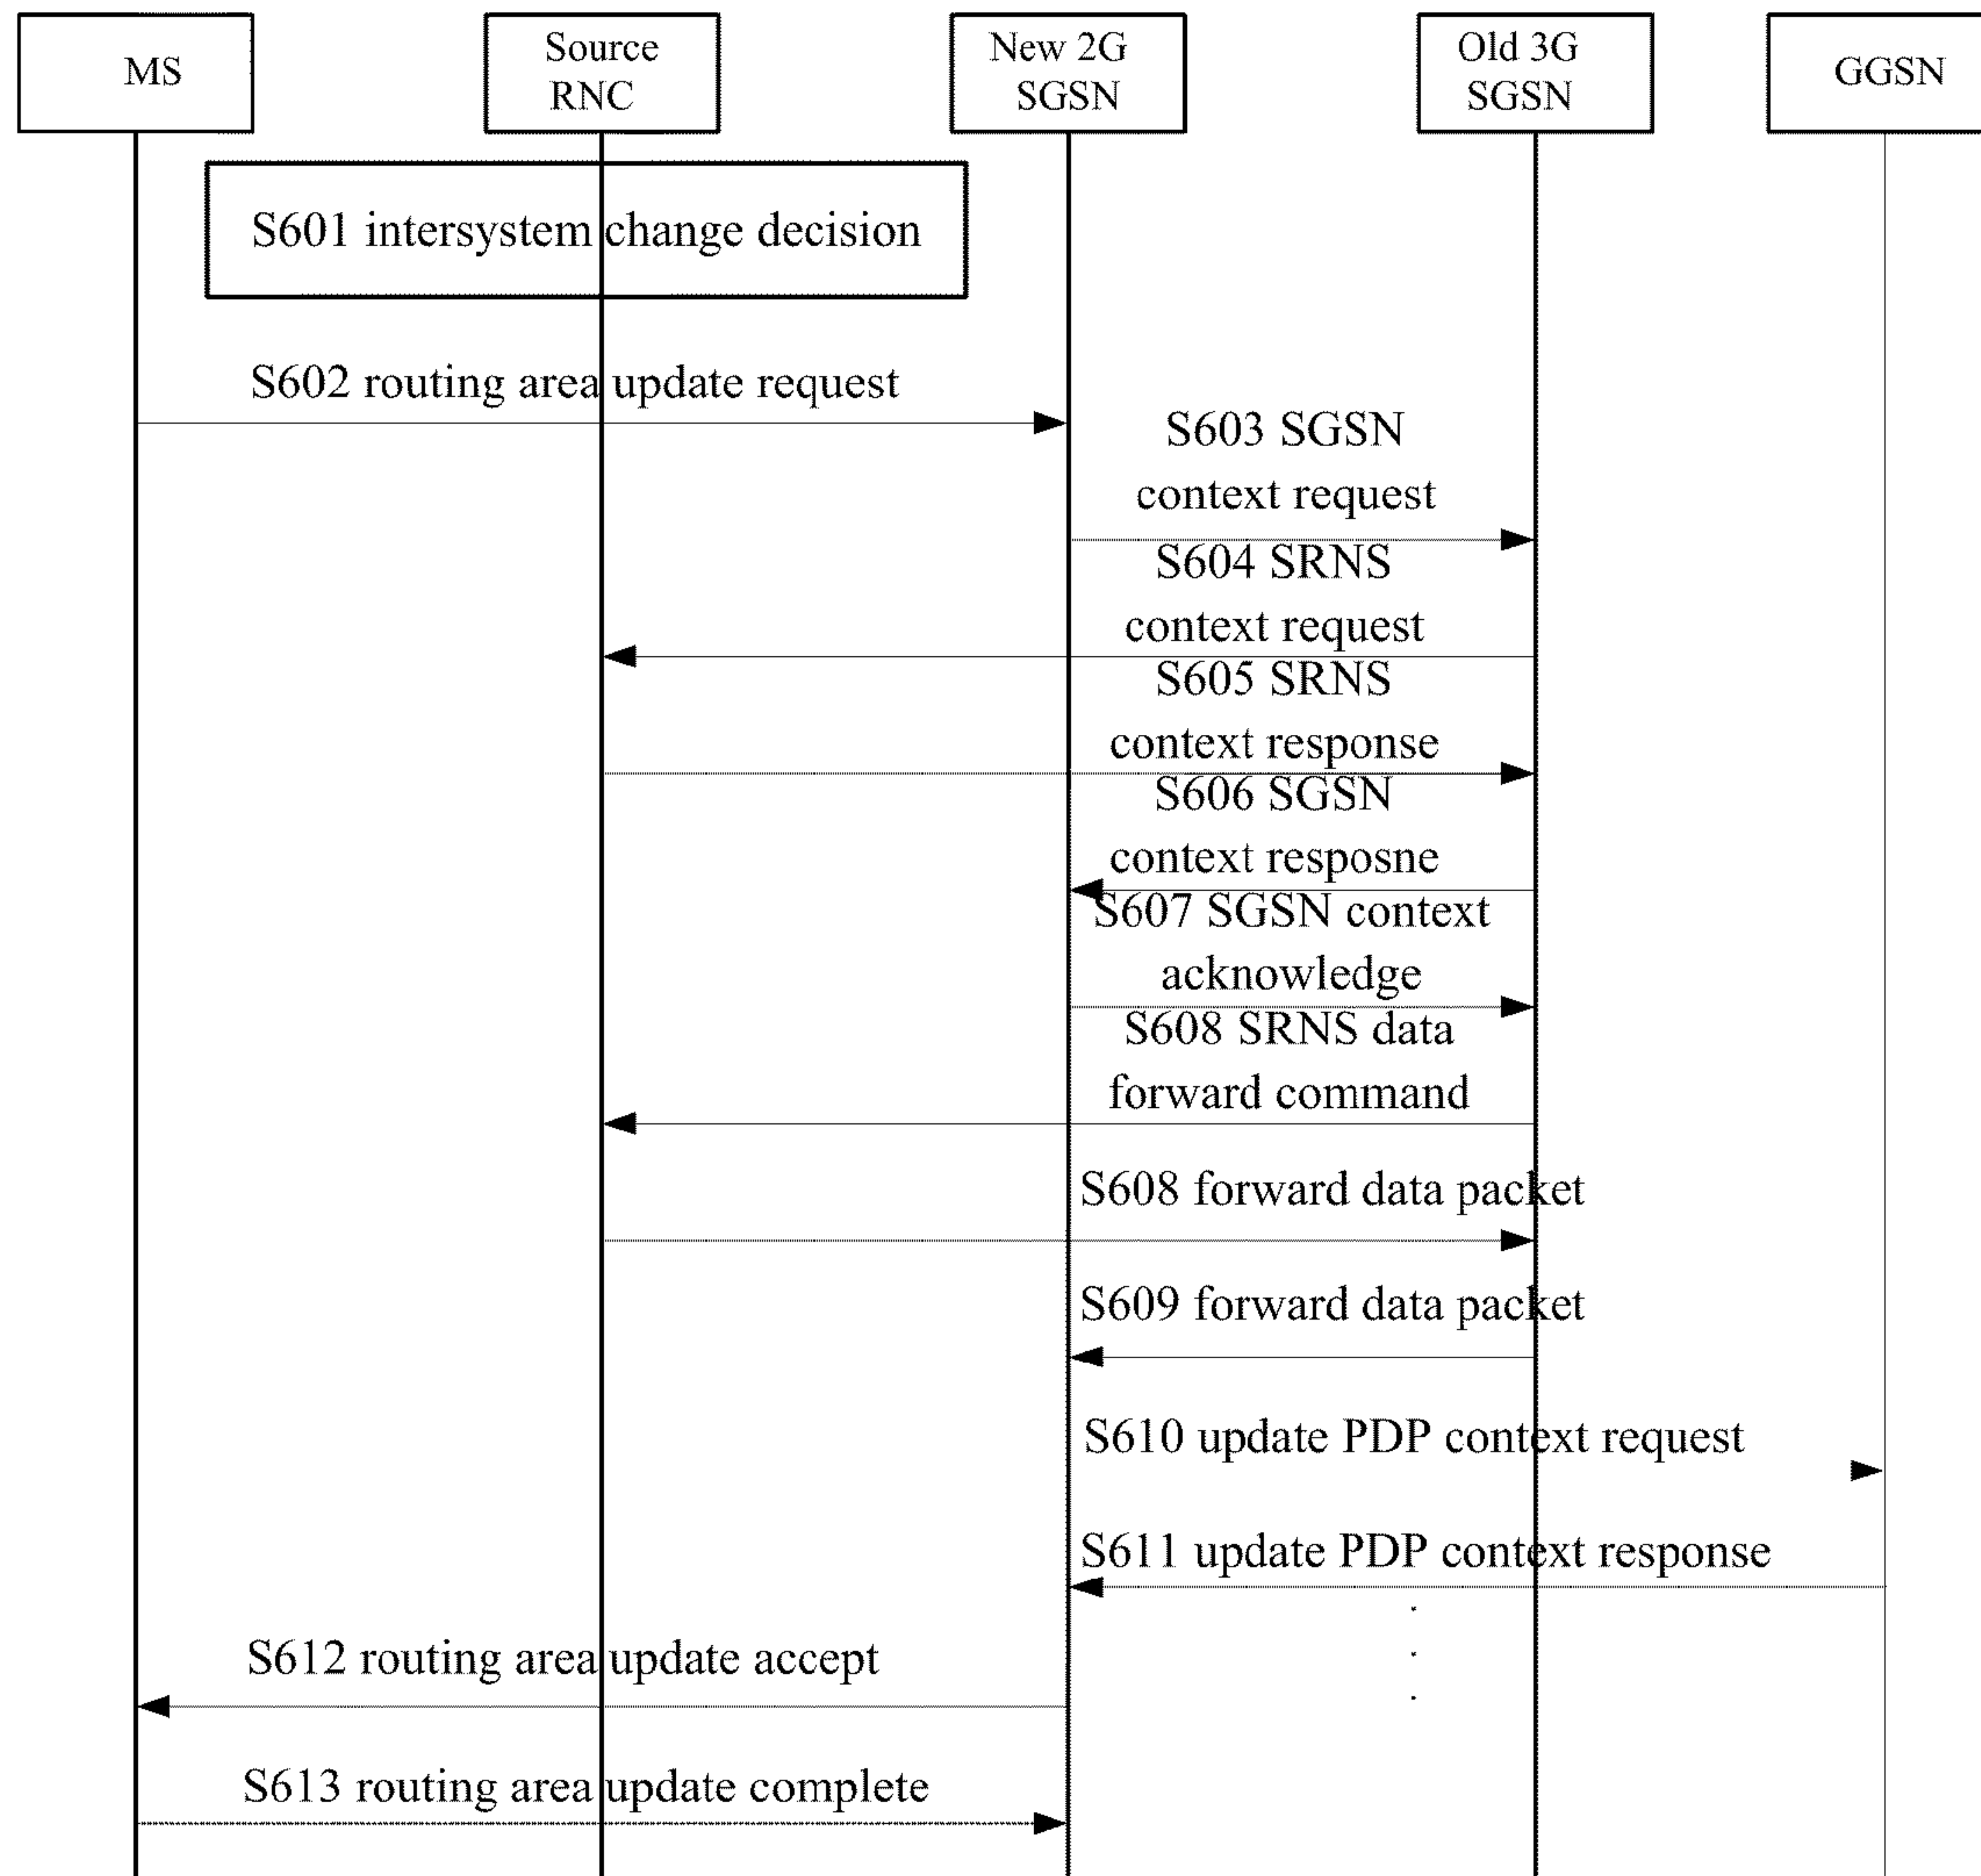 MS
Source
RNC
New 2G
SGSN
Old 3G
SGSN
GGSN
S601 intersystem change decision
S602 routing area update request
S603 SGSN
context request
S604 SRNS
context request
S605 SRNS
context response
S606 SGSN
context resposne
S607 SGSN context
acknowledge
S608 SRNS data
forward command
S608 forward data packet
S609 forward data packet
S610 update PDP context request
S611 update PDP context response
S612 routing area update accept
S613 routing area update complete